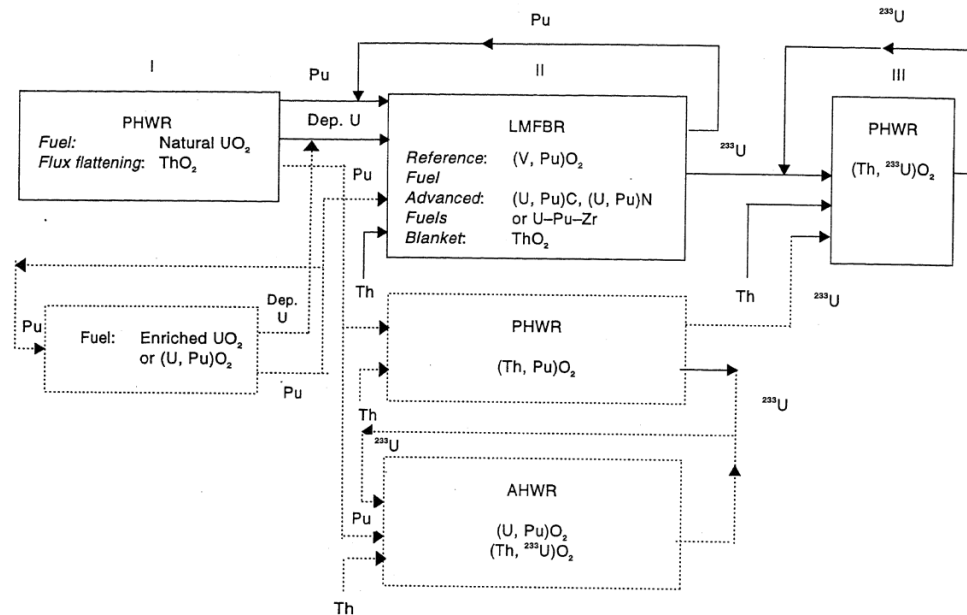 Pu
²³³U
I
Pu
II
III
PHWR
Fuel: Natural UO₂
Flux flattening: ThO₂
Dep. U
Pu
LMFBR
Reference: (V, Pu)O₂
Fuel
Advanced: (U, Pu)C, (U, Pu)N
Fuels or U–Pu–Zr
Blanket: ThO₂
²³³U
PHWR
(Th, ²³³U)O₂
Th
Th
²³³U
Dep.
U
Pu
Fuel: Enriched UO₂
or (U, Pu)O₂
Pu
PHWR
(Th, Pu)O₂
Th
²³³U
²³³U
AHWR
(U, Pu)O₂
(Th, ²³³U)O₂
Pu
Th